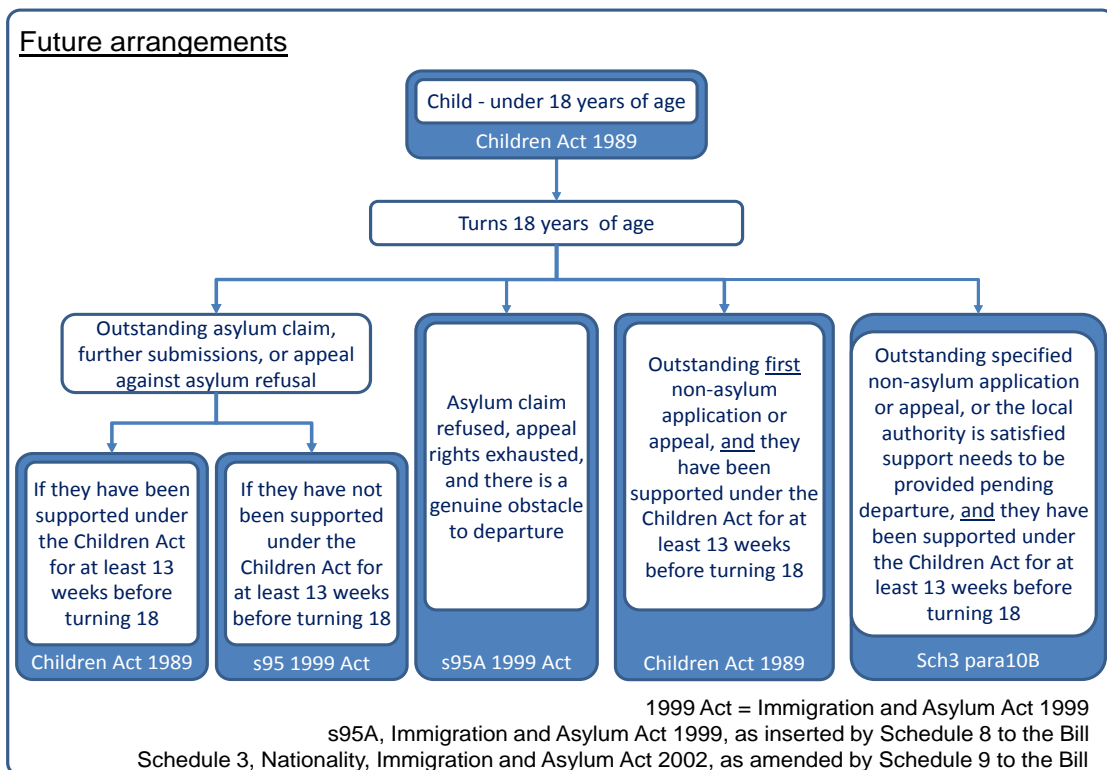 Future arrangements
Child - under 18 years of age
Children Act 1989
Turns 18 years of age
Outstanding asylum claim,
further submissions, or appeal
against asylum refusal
If they have been
supported under
the Children Act
for at least 13
weeks before
turning 18
Children Act 1989
If they have not
been supported
under the
Children Act for
at least 13 weeks
before turning 18
s95 1999 Act
Asylum claim
refused, appeal
rights exhausted,
and there is a
genuine obstacle
to departure
s95A 1999 Act
Outstanding first
non-asylum
application or
appeal, and they
have been
supported under the
Children Act for at
least 13 weeks
before turning 18
Children Act 1989
Outstanding specified
non-asylum application
or appeal, or the local
authority is satisfied
support needs to be
provided pending
departure, and they have
been supported under
the Children Act for at
least 13 weeks before
turning 18
Sch3 para10B
1999 Act = Immigration and Asylum Act 1999
s95A, Immigration and Asylum Act 1999, as inserted by Schedule 8 to the Bill
Schedule 3, Nationality, Immigration and Asylum Act 2002, as amended by Schedule 9 to the Bill